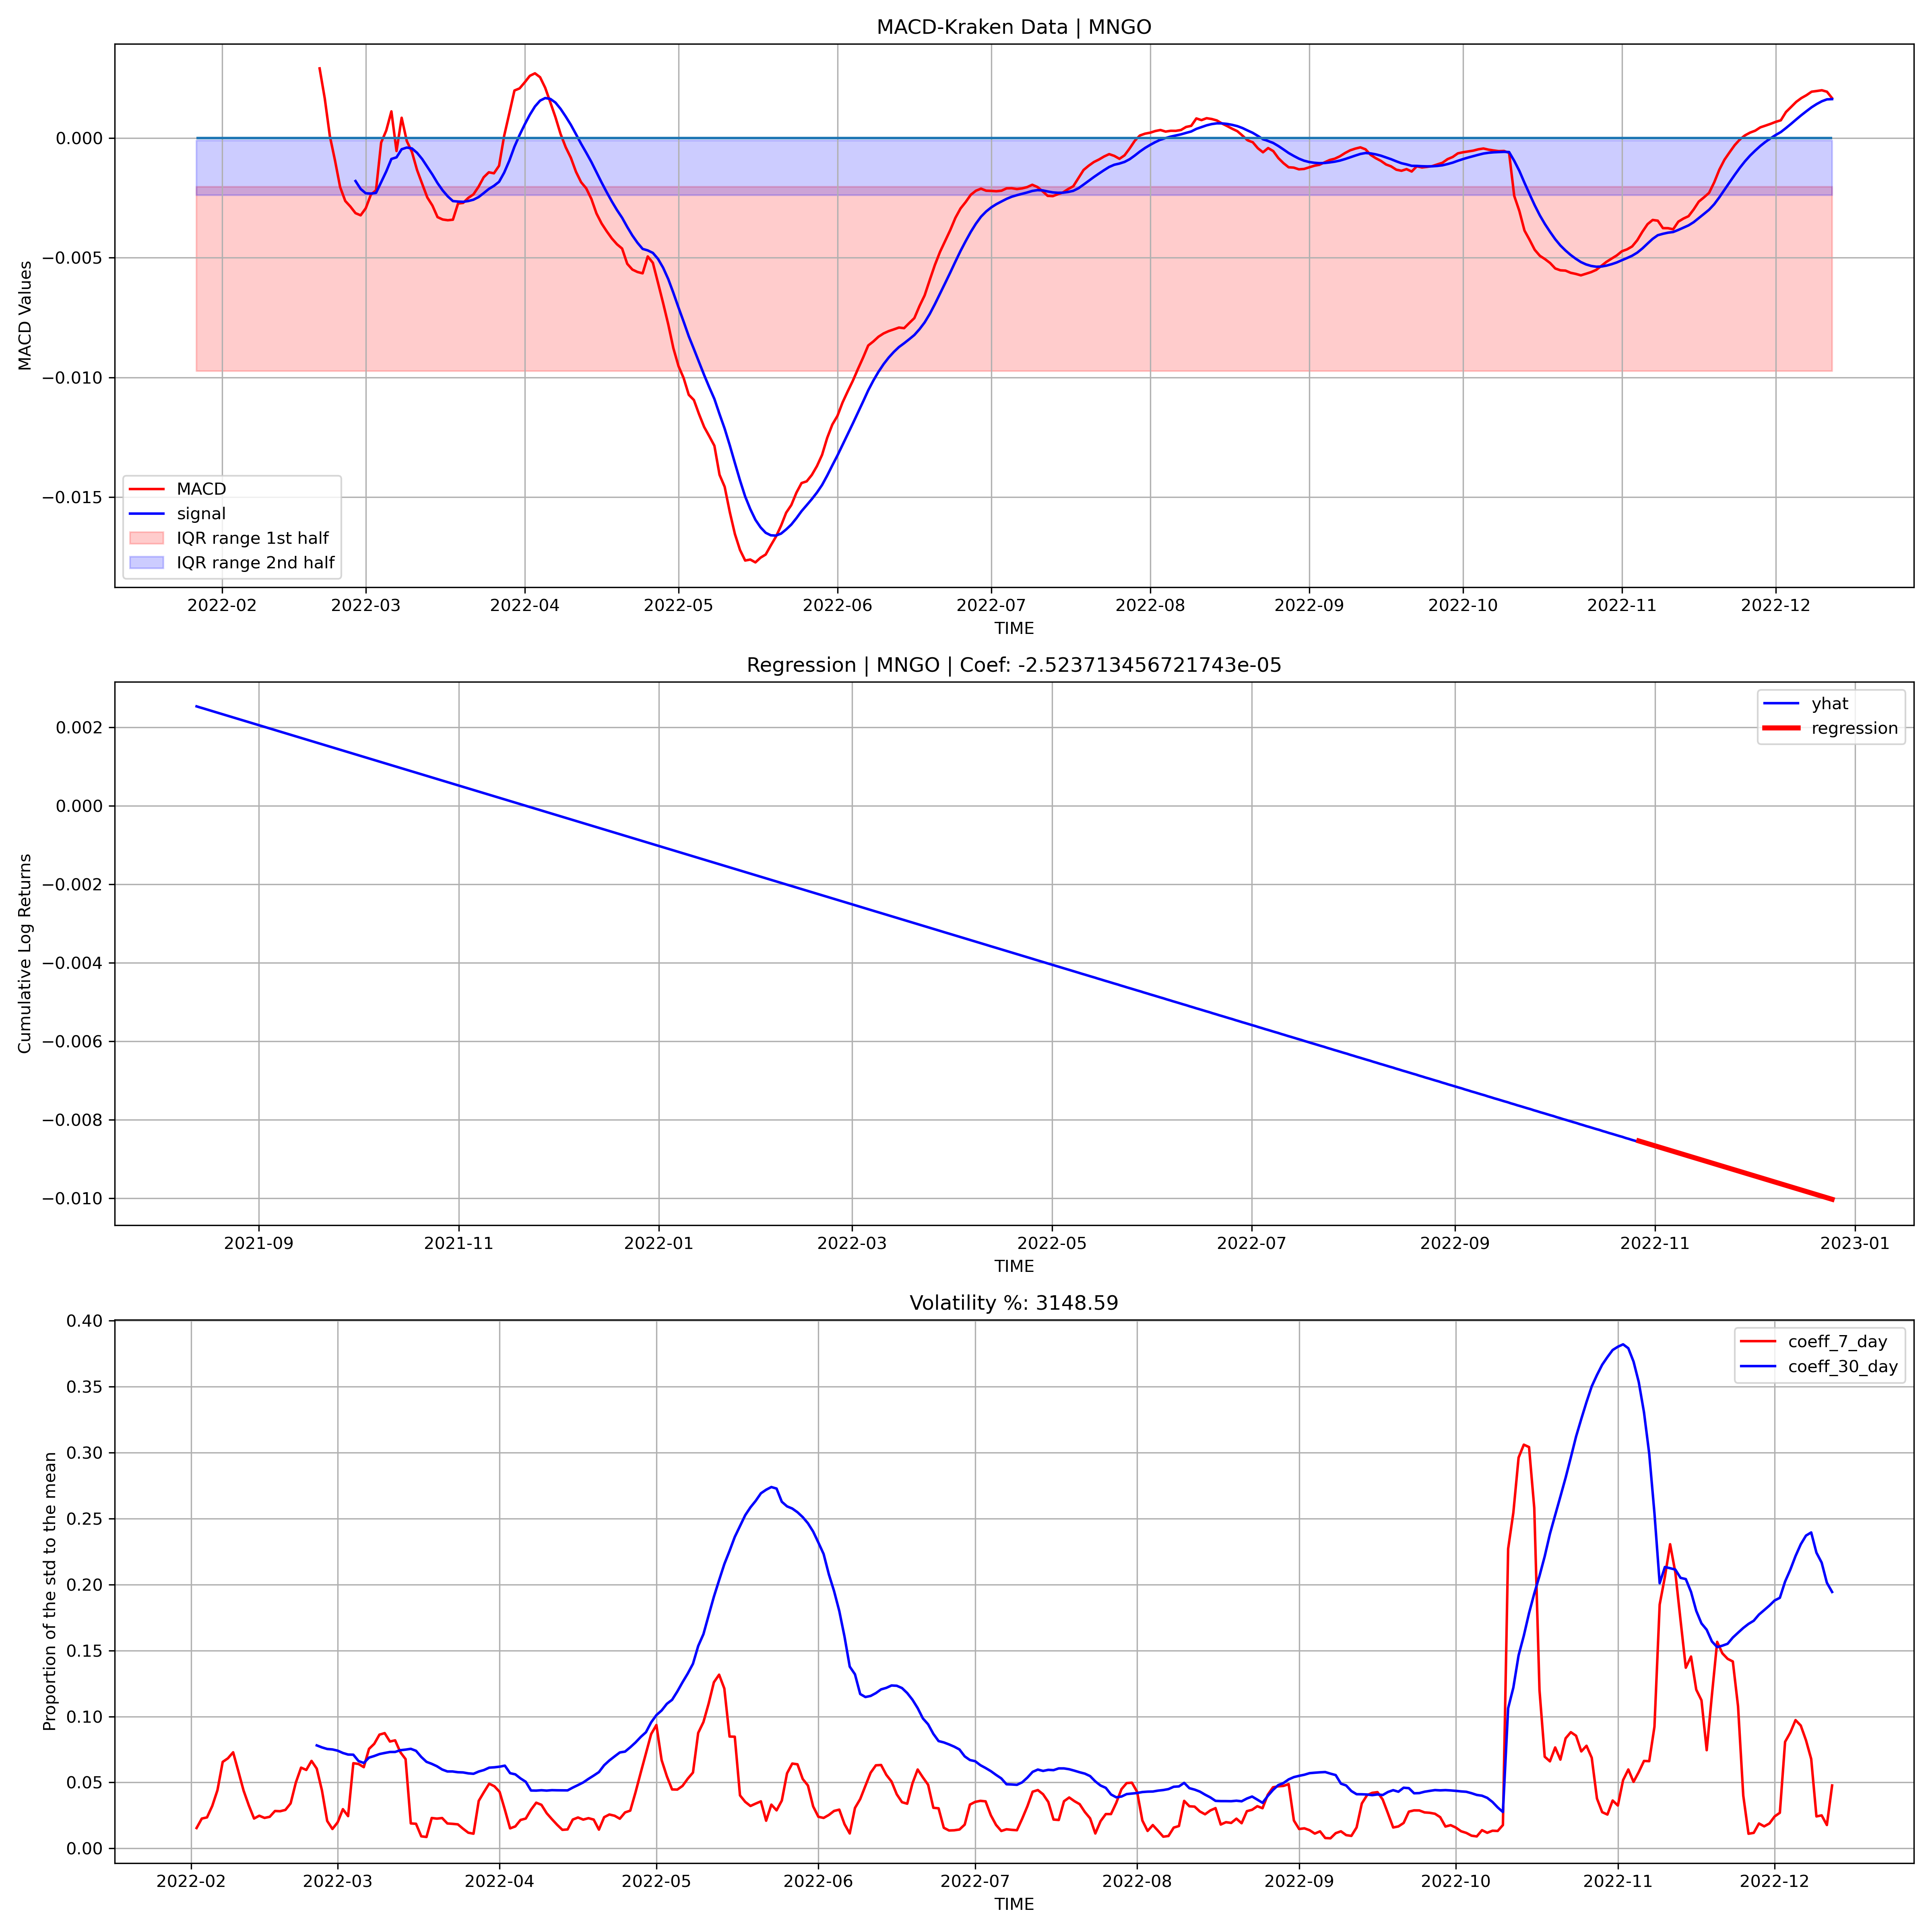 MACD-Kraken Data | MNGO
MACD Values
0.000
−0.005
−0.010
−0.015
MACD
signal
IQR range 1st half
IQR range 2nd half
2022-02 2022-03 2022-04 2022-05 2022-06 2022-07 2022-08 2022-09 2022-10 2022-11 2022-12
TIME
Regression | MNGO | Coef: -2.523713456721743e-05
Cumulative Log Returns
0.002
0.000
−0.002
−0.004
−0.006
−0.008
−0.010
yhat
regression
2021-09 2021-11 2022-01 2022-03 2022-05 2022-07 2022-09 2022-11 2023-01
TIME
Volatility %: 3148.59
Proportion of the std to the mean
0.40
0.35
0.30
0.25
0.20
0.15
0.10
0.05
0.00
coeff_7_day
coeff_30_day
2022-02 2022-03 2022-04 2022-05 2022-06 2022-07 2022-08 2022-09 2022-10 2022-11 2022-12
TIME